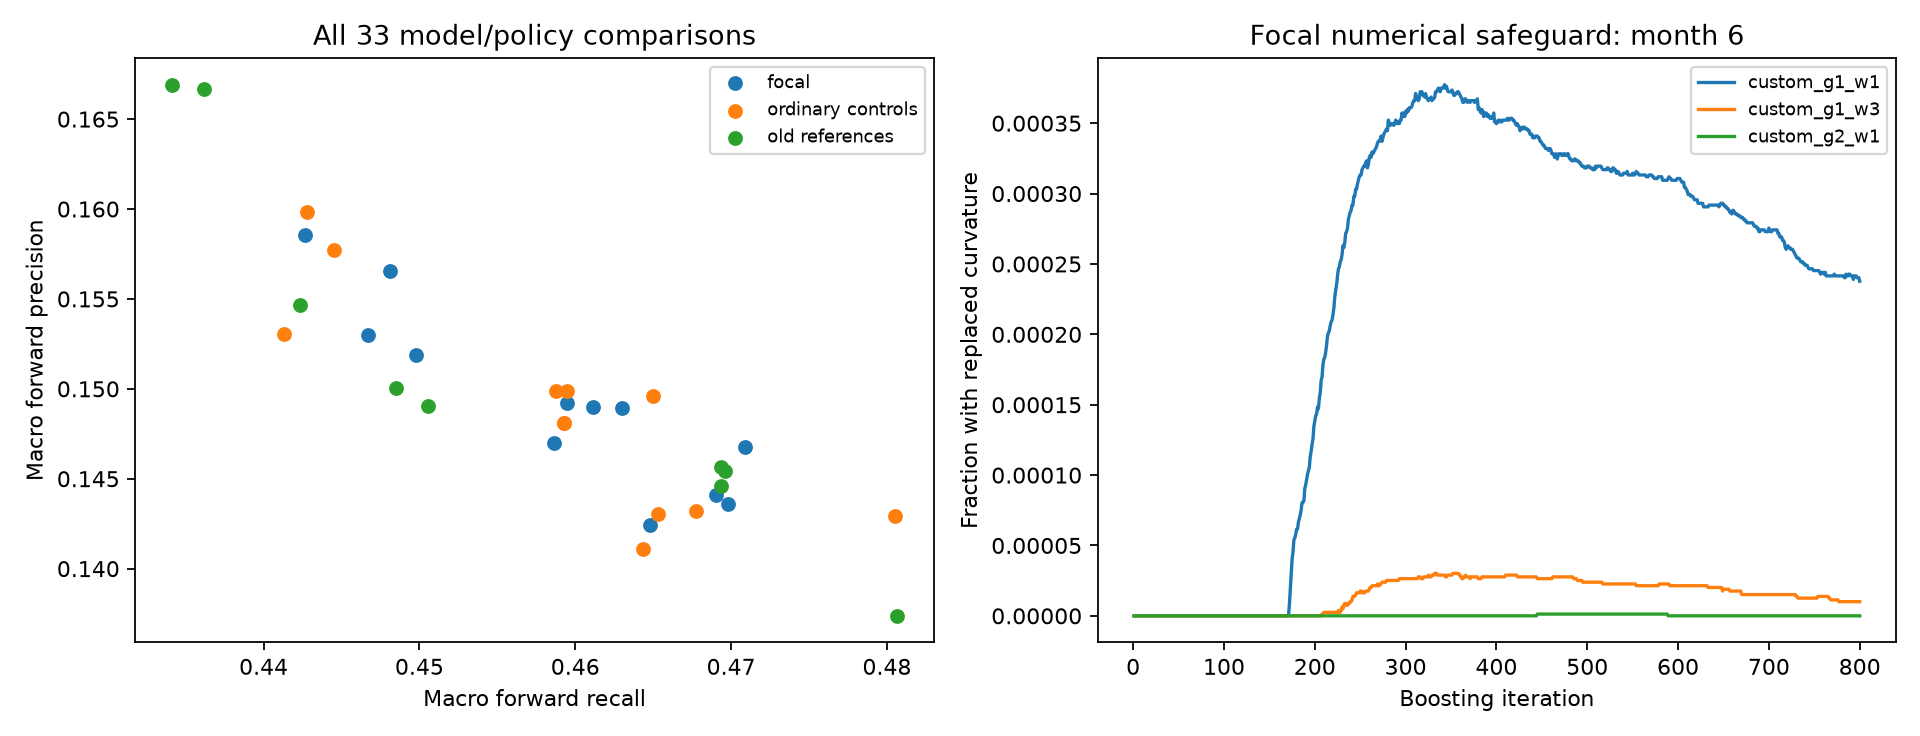 All 33 model/policy comparisons
focal
ordinary controls
old references
0.165
0.160
0.155
0.150
0.145
0.140
Macro forward precision
0.44
0.45
0.46
0.47
0.48
Macro forward recall
Focal numerical safeguard: month 6
custom_g1_w1
custom_g1_w3
custom_g2_w1
0.00035
0.00030
0.00025
0.00020
0.00015
0.00010
0.00005
0.00000
Fraction with replaced curvature
0
100
200
300
400
500
600
700
800
Boosting iteration